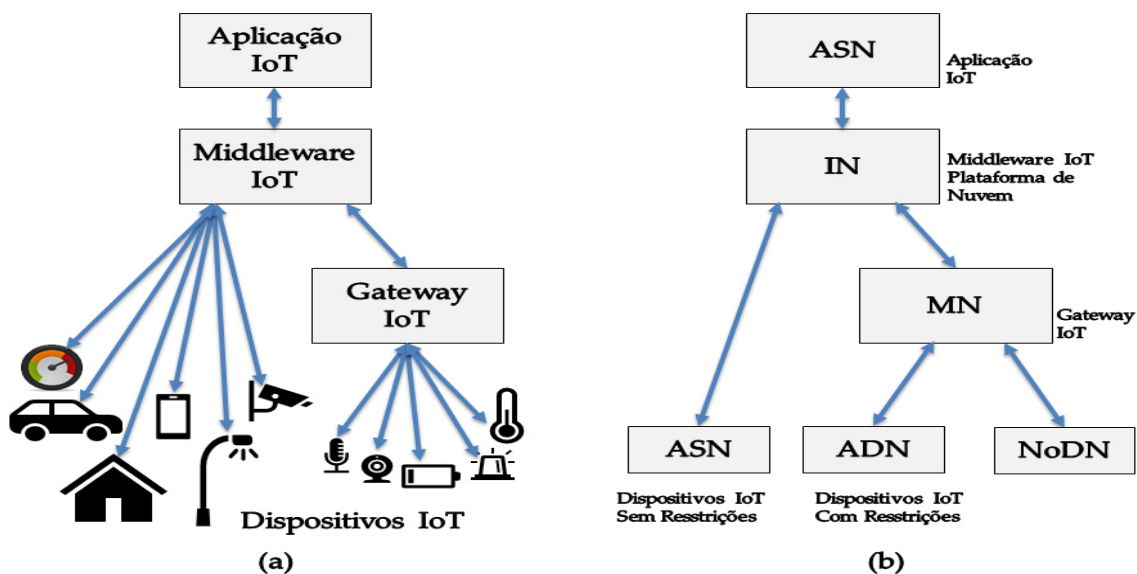 Aplicação
IoT
Middleware
IoT
Gateway
IoT
Dispositivos IoT
(a)
ASN
Aplicação
IoT
IN
Middleware IoT
Plataforma de
Nuvem
MN
Gateway
IoT
ASN
ADN
NoDN
Dispositivos IoT
Sem Resstrições
Dispositivos IoT
Com Resstrições
(b)